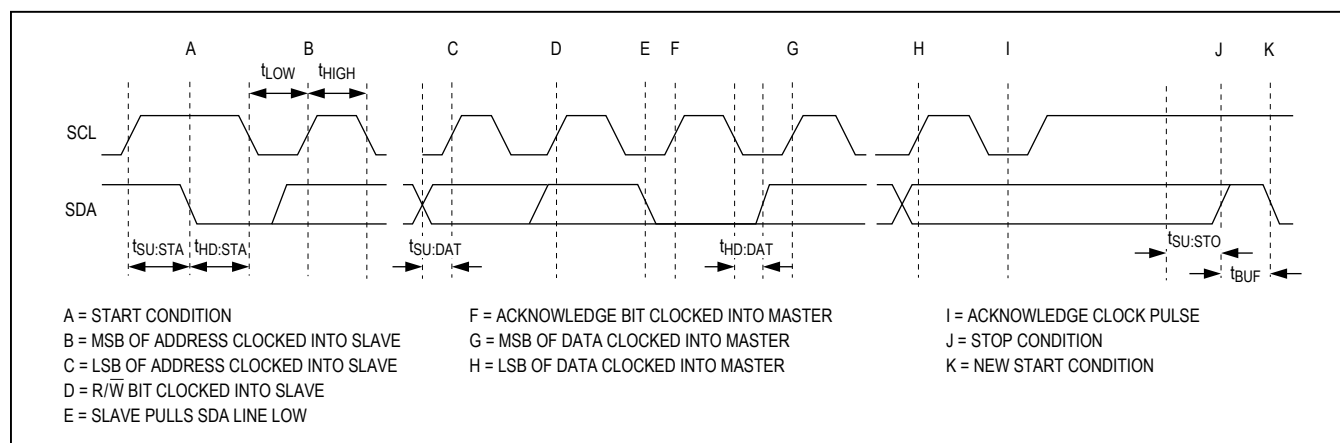 A B C D E F G H I J K
tLOW tHIGH
SCL
SDA
tSU:STA tHD:STA tSU:DAT tHD:DAT tSU:STO
tBUF
A = START CONDITION
B = MSB OF ADDRESS CLOCKED INTO SLAVE
C = LSB OF ADDRESS CLOCKED INTO SLAVE
D = R/W̅ BIT CLOCKED INTO SLAVE
E = SLAVE PULLS SDA LINE LOW
F = ACKNOWLEDGE BIT CLOCKED INTO MASTER
G = MSB OF DATA CLOCKED INTO MASTER
H = LSB OF DATA CLOCKED INTO MASTER
I = ACKNOWLEDGE CLOCK PULSE
J = STOP CONDITION
K = NEW START CONDITION